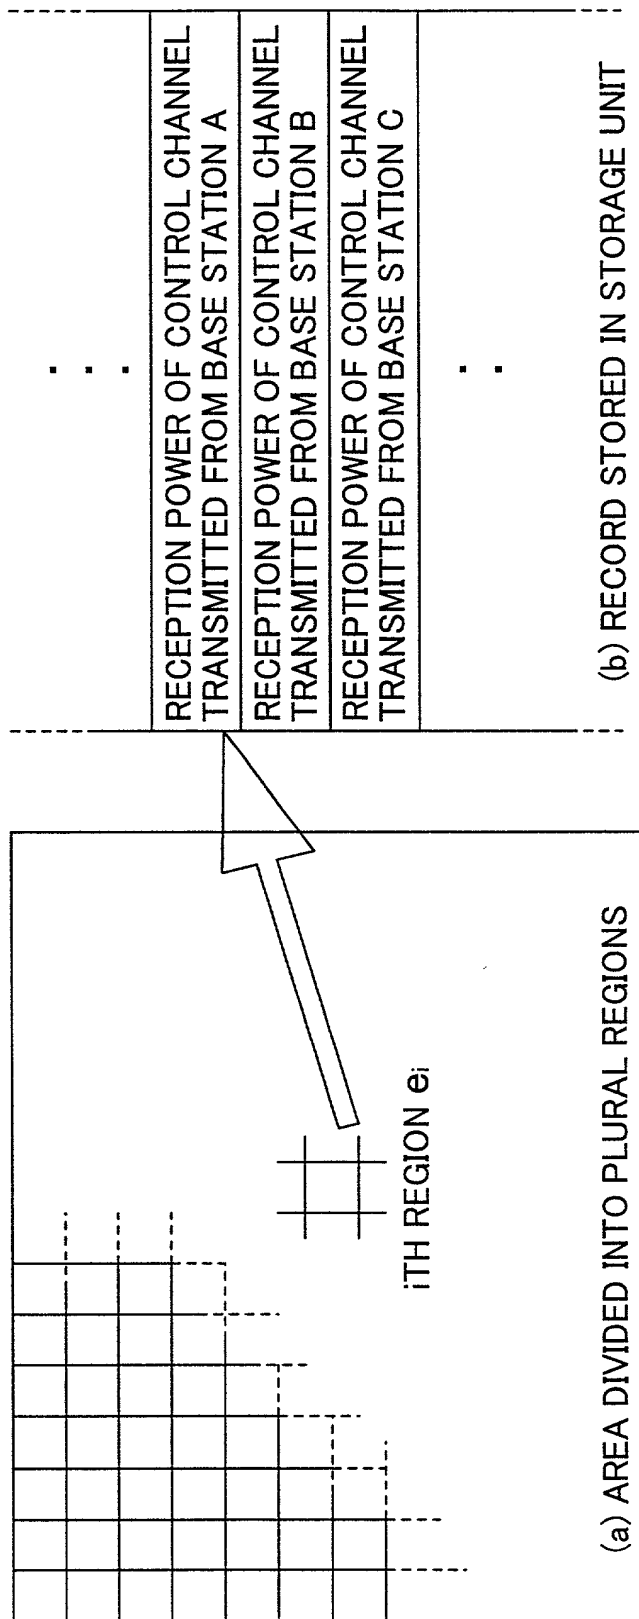 iTH REGION ei
(a) AREA DIVIDED INTO PLURAL REGIONS
RECEPTION POWER OF CONTROL CHANNEL
TRANSMITTED FROM BASE STATION A
RECEPTION POWER OF CONTROL CHANNEL
TRANSMITTED FROM BASE STATION B
RECEPTION POWER OF CONTROL CHANNEL
TRANSMITTED FROM BASE STATION C
(b) RECORD STORED IN STORAGE UNIT